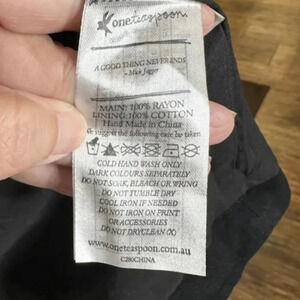 oneteaspoon
A GOOD THING NEVER ENDS
- Mick Jagger
MAIN: 100% RAYON
LINING: 100% COTTON
Hand Made in China
We suggest the following care be taken
COLD HAND WASH ONLY
DARK COLOURS SEPARATELY
DO NOT SOAK, BLEACH OR WRING
DO NOT TUMBLE DRY
COOL IRON IF NEEDED
DO NOT IRON ON PRINT
OR ACCESSORIES
DO NOT DRYCLEAN (X)
www.oneteaspoon.com.au